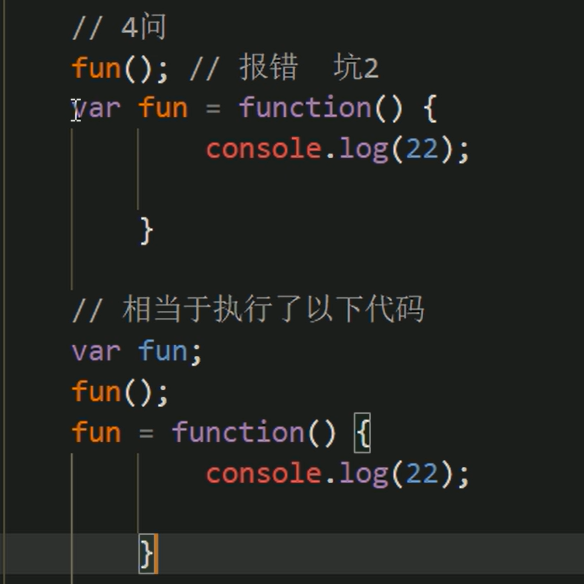 // 4问
fun(); // 报错  坑2
var fun = function() {
console.log(22);
}
// 相当于执行了以下代码
var fun;
fun();
fun = function() {
console.log(22);
}